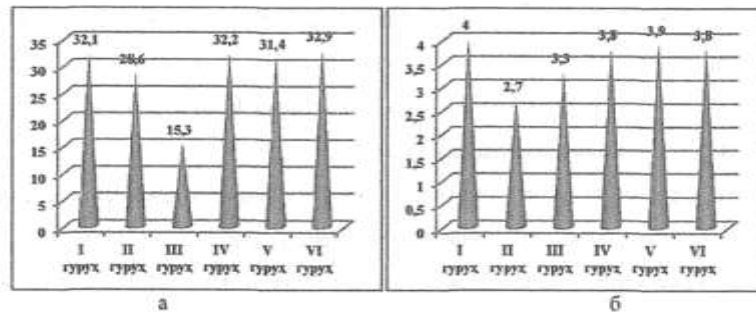 32,1
28,6
15,3
32,2
31,4
32,9
35
30
25
20
15
10
5
0
I
гурух
II
гурух
III
гурух
IV
гурух
V
гурух
VI
гурух
а
4
2,7
3,3
3,8
3,9
3,8
4
3,5
3
2,5
2
1,5
1
0,5
0
I
гурух
II
гурух
III
гурух
IV
гурух
V
гурух
VI
гурух
б